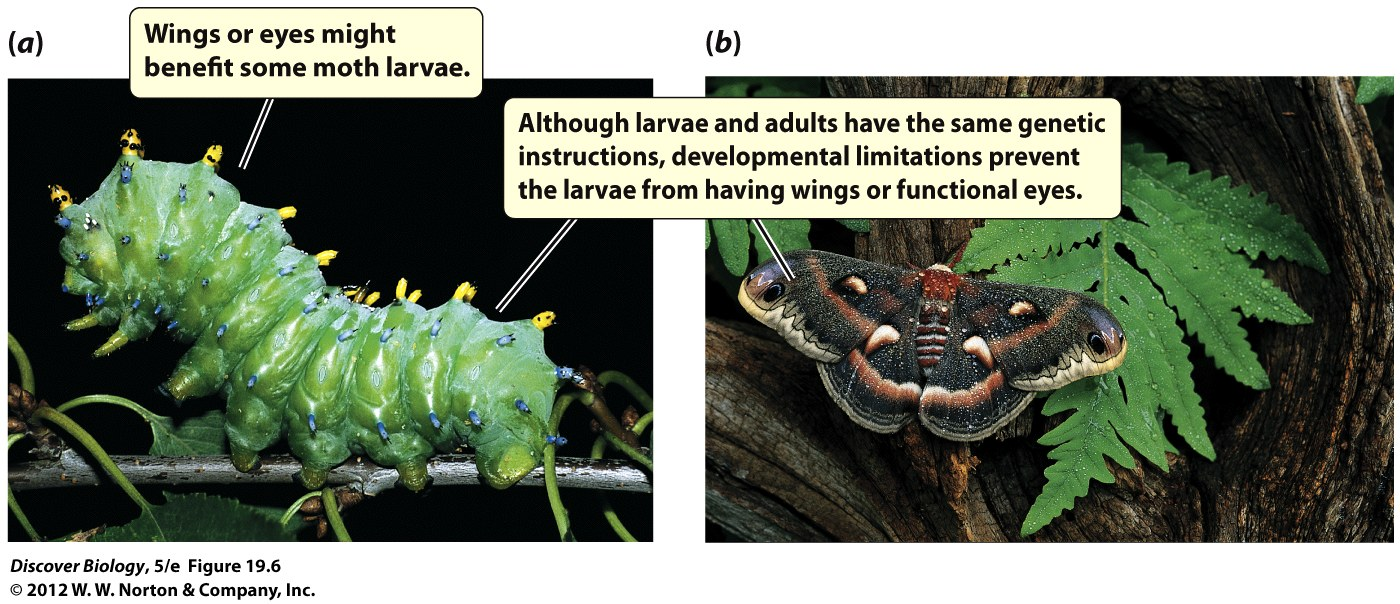 (a)
Wings or eyes might
benefit some moth larvae.
(b)
Although larvae and adults have the same genetic
instructions, developmental limitations prevent
the larvae from having wings or functional eyes.
Discover Biology, 5/e Figure 19.6
© 2012 W. W. Norton & Company, Inc.